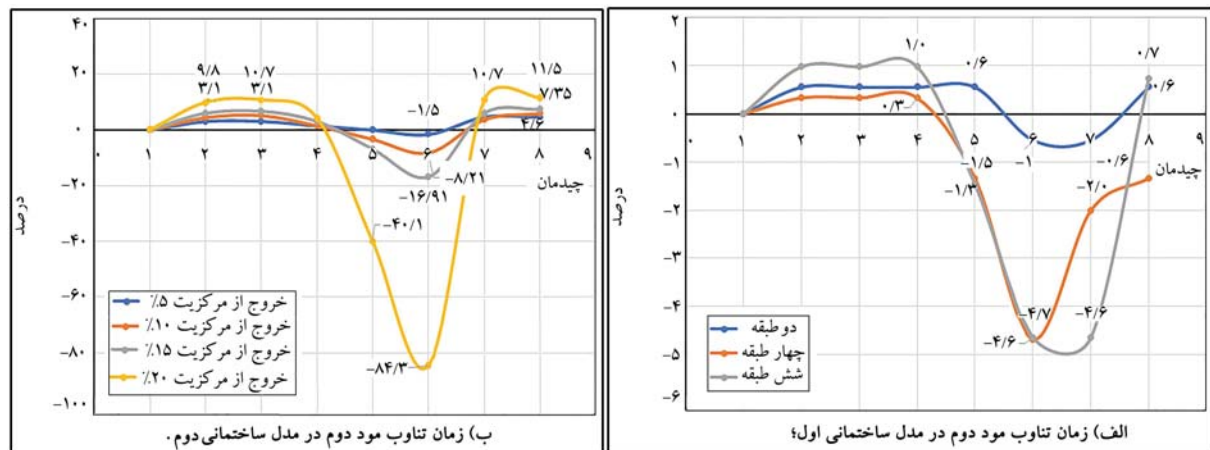 ۲
۱
۰
-۱
-۲
-۳
-۴
-۵
-۶
درصد
۰ ۱ ۲ ۳ ۴ ۵ ۶ ۷ ۸ ۹
چیدمان
۱/۰
۰/۶
۰/۷
۰/۶
۰/۳
-۱
-۰/۶
-۱/۵
-۱/۳
-۲/۰
-۴/۷
-۴/۶
-۴/۶
دو طبقه
چهار طبقه
شش طبقه
الف) زمان تناوب مود دوم در مدل ساختمانی اول؛
۴۰
۲۰
۰
-۲۰
-۴۰
-۶۰
-۸۰
-۱۰۰
درصد
۰ ۱ ۲ ۳ ۴ ۵ ۶ ۷ ۸ ۹
چیدمان
۹/۸
۳/۱
۱۰/۷
۳/۱
-۱/۵
۱۰/۷
۱۱/۵
۷/۳۵
۴/۶
-۸/۲۱
-۱۶/۹۱
-۴۰/۱
-۸۴/۳
خروج از مرکزیت ۵٪
خروج از مرکزیت ۱۰٪
خروج از مرکزیت ۱۵٪
خروج از مرکزیت ۲۰٪
ب) زمان تناوب مود دوم در مدل ساختمانی دوم.